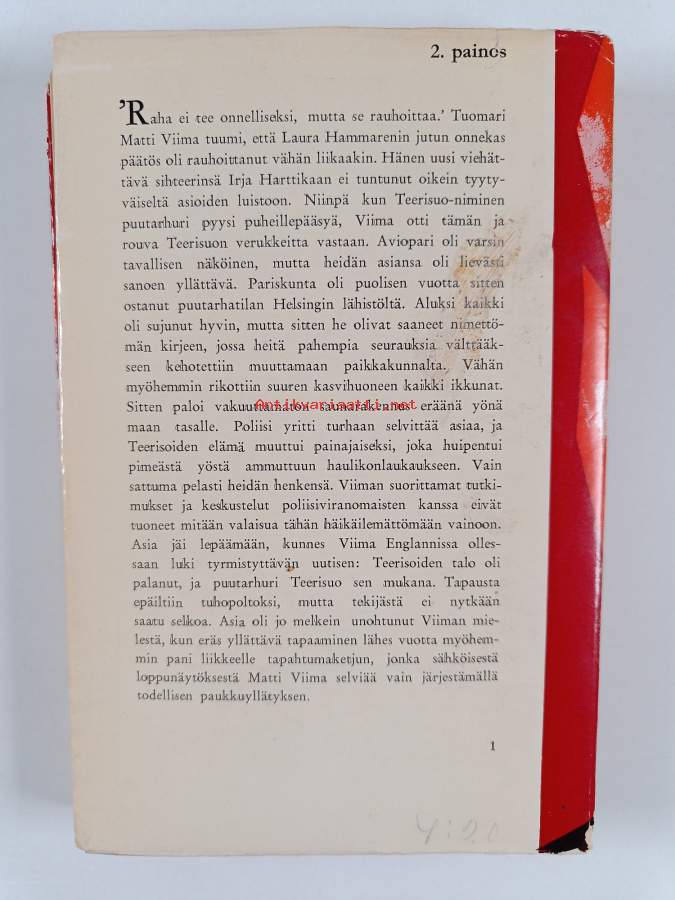 2. painos
'Raha ei tee onnelliseksi, mutta se rauhoittaa.' Tuomari
Matti Viima tuumi, että Laura Hammarenin jutun onnekas
päätös oli rauhoittanut vähän liikaakin. Hänen uusi viehät-
tävä sihteerinsä Irja Harttikaan ei tuntunut oikein tyyty-
väiseltä asioiden luistoon. Niinpä kun Teerisuo-niminen
puutarhuri pyysi puheillepääsyä, Viima otti tämän ja
rouva Teerisuon verukkeitta vastaan. Aviopari oli varsin
tavallisen näköinen, mutta heidän asiansa oli lievästi
sanoen yllättävä. Pariskunta oli puolisen vuotta sitten
ostanut puutarhatilan Helsingin lähistöltä. Aluksi kaikki
oli sujunut hyvin, mutta sitten he olivat saaneet nimettö-
män kirjeen, jossa heitä pahempia seurauksia välttääk-
seen kehotettiin muuttamaan paikkakunnalta. Vähän
myöhemmin rikottiin suuren kasvihuoneen kaikki ikkunat.
Antikvariaatti.net
Sitten paloi vakuuttamaton saunarakennus eräänä yönä
maan tasalle. Poliisi yritti turhaan selvittää asiaa, ja
Teerisoiden elämä muuttui painajaiseksi, joka huipentui
pimeästä yöstä ammuttuun haulikonlaukaukseen. Vain
sattuma pelasti heidän henkensä. Viiman suorittamat tutki-
mukset ja keskustelut poliisiviranomaisten kanssa eivät
tuoneet mitään valaisua tähän häikäilemättömään vainoon.
Asia jäi lepäämään, kunnes Viima Englannissa olles-
saan luki tyrmistyttävän uutisen: Teerisoiden talo oli
palanut, ja puutarhuri Teerisuo sen mukana. Tapausta
epäiltiin tuhopoltoksi, mutta tekijästä ei nytkään
saatu selkoa. Asia oli jo melkein unohtunut Viiman mie-
lestä, kun eräs yllättävä tapaaminen lähes vuotta myöhem-
min pani liikkeelle tapahtumaketjun, jonka sähköisestä
loppunäytöksestä Matti Viima selviää vain järjestämällä
todellisen paukkuyllätyksen.
1
4:20